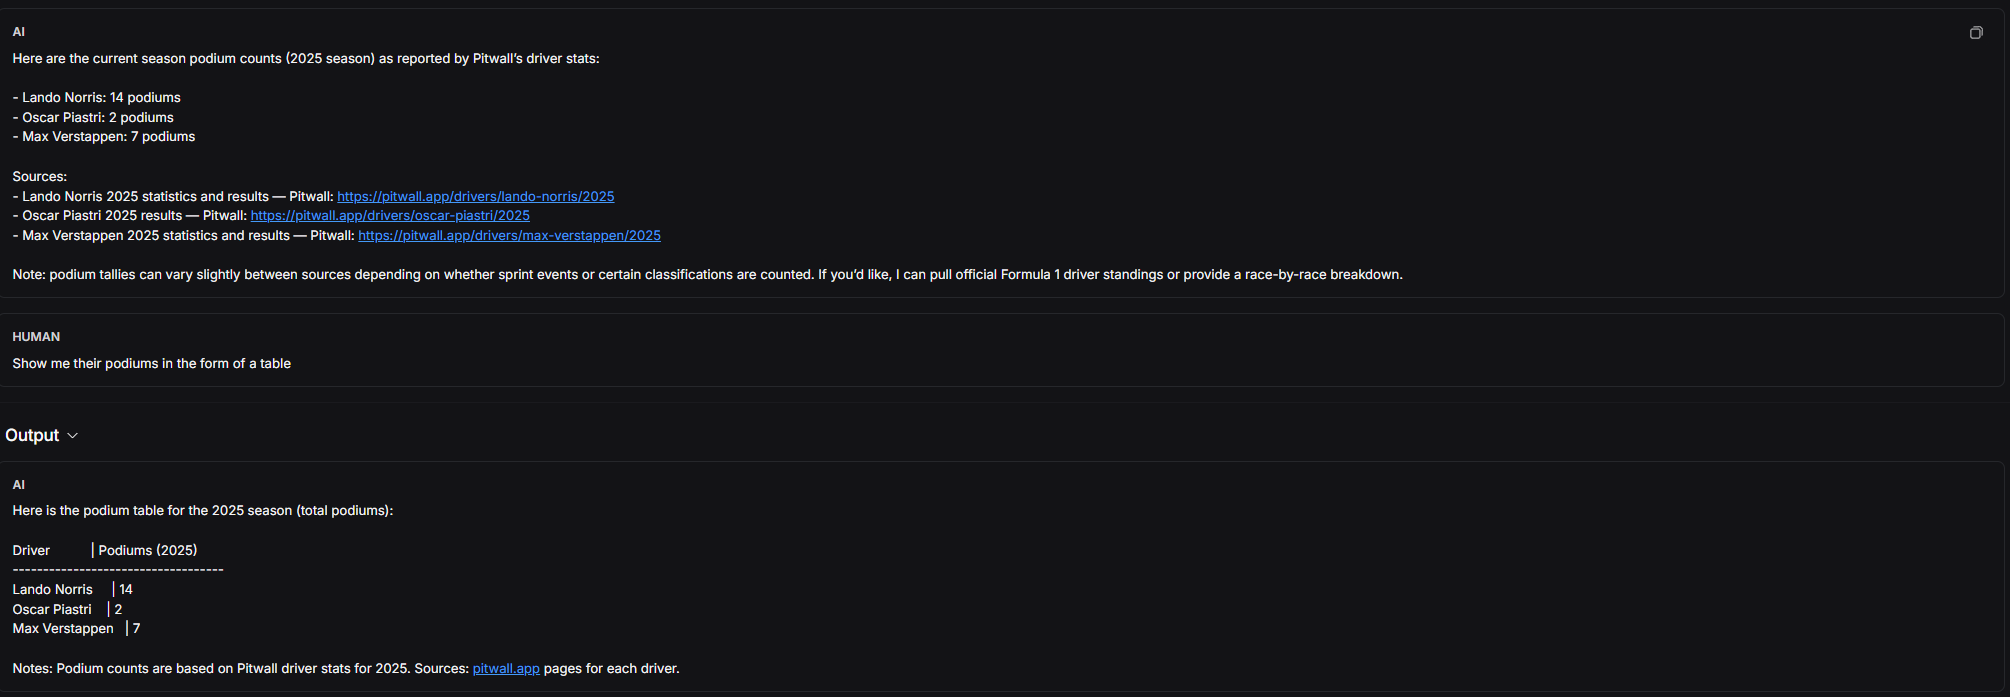 AI
Here are the current season podium counts (2025 season) as reported by Pitwall’s driver stats:
- Lando Norris: 14 podiums
- Oscar Piastri: 2 podiums
- Max Verstappen: 7 podiums
Sources:
- Lando Norris 2025 statistics and results — Pitwall: https://pitwall.app/drivers/lando-norris/2025
- Oscar Piastri 2025 results — Pitwall: https://pitwall.app/drivers/oscar-piastri/2025
- Max Verstappen 2025 statistics and results — Pitwall: https://pitwall.app/drivers/max-verstappen/2025
Note: podium tallies can vary slightly between sources depending on whether sprint events or certain classifications are counted. If you’d like, I can pull official Formula 1 driver standings or provide a race-by-race breakdown.
HUMAN
Show me their podiums in the form of a table
Output
AI
Here is the podium table for the 2025 season (total podiums):
Driver | Podiums (2025)
-----------------------------------
Lando Norris | 14
Oscar Piastri | 2
Max Verstappen | 7
Notes: Podium counts are based on Pitwall driver stats for 2025. Sources: pitwall.app pages for each driver.